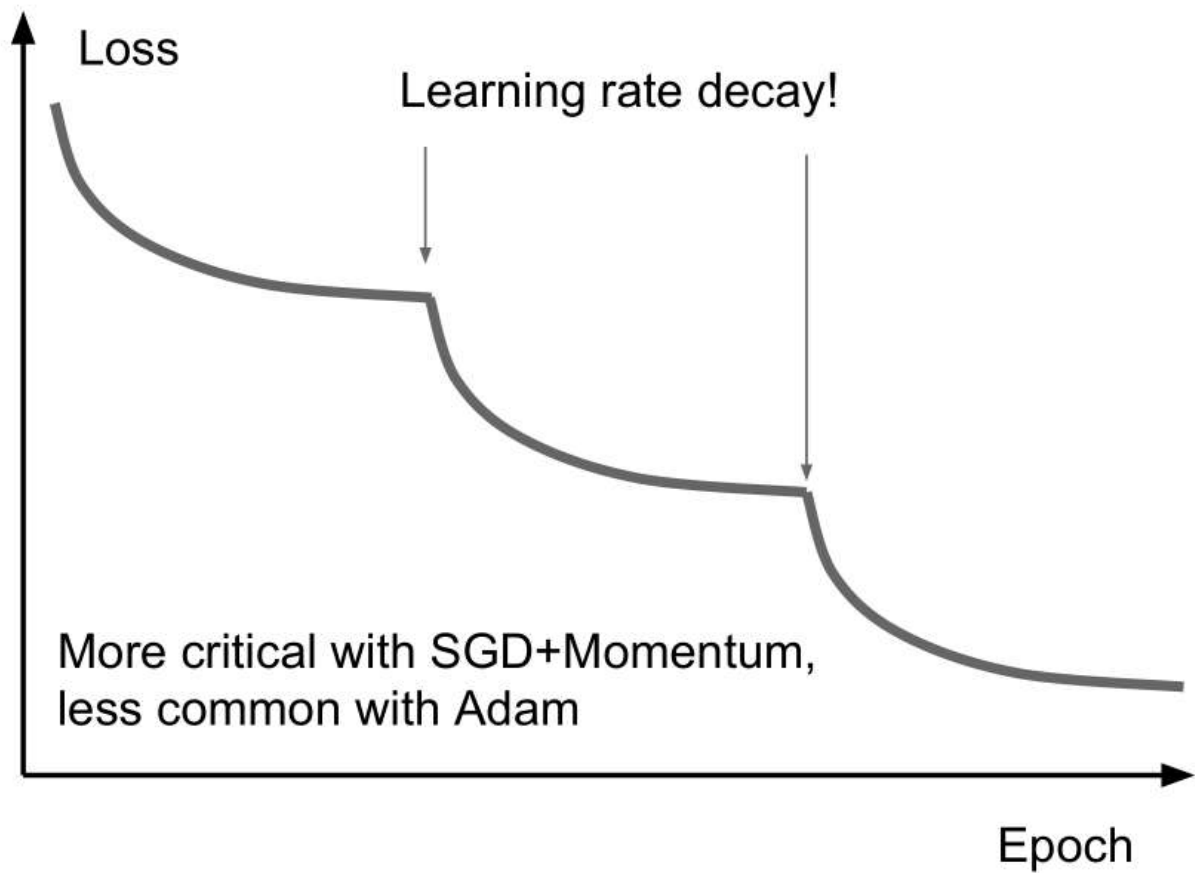 Loss
Learning rate decay!
More critical with SGD+Momentum,
less common with Adam
Epoch